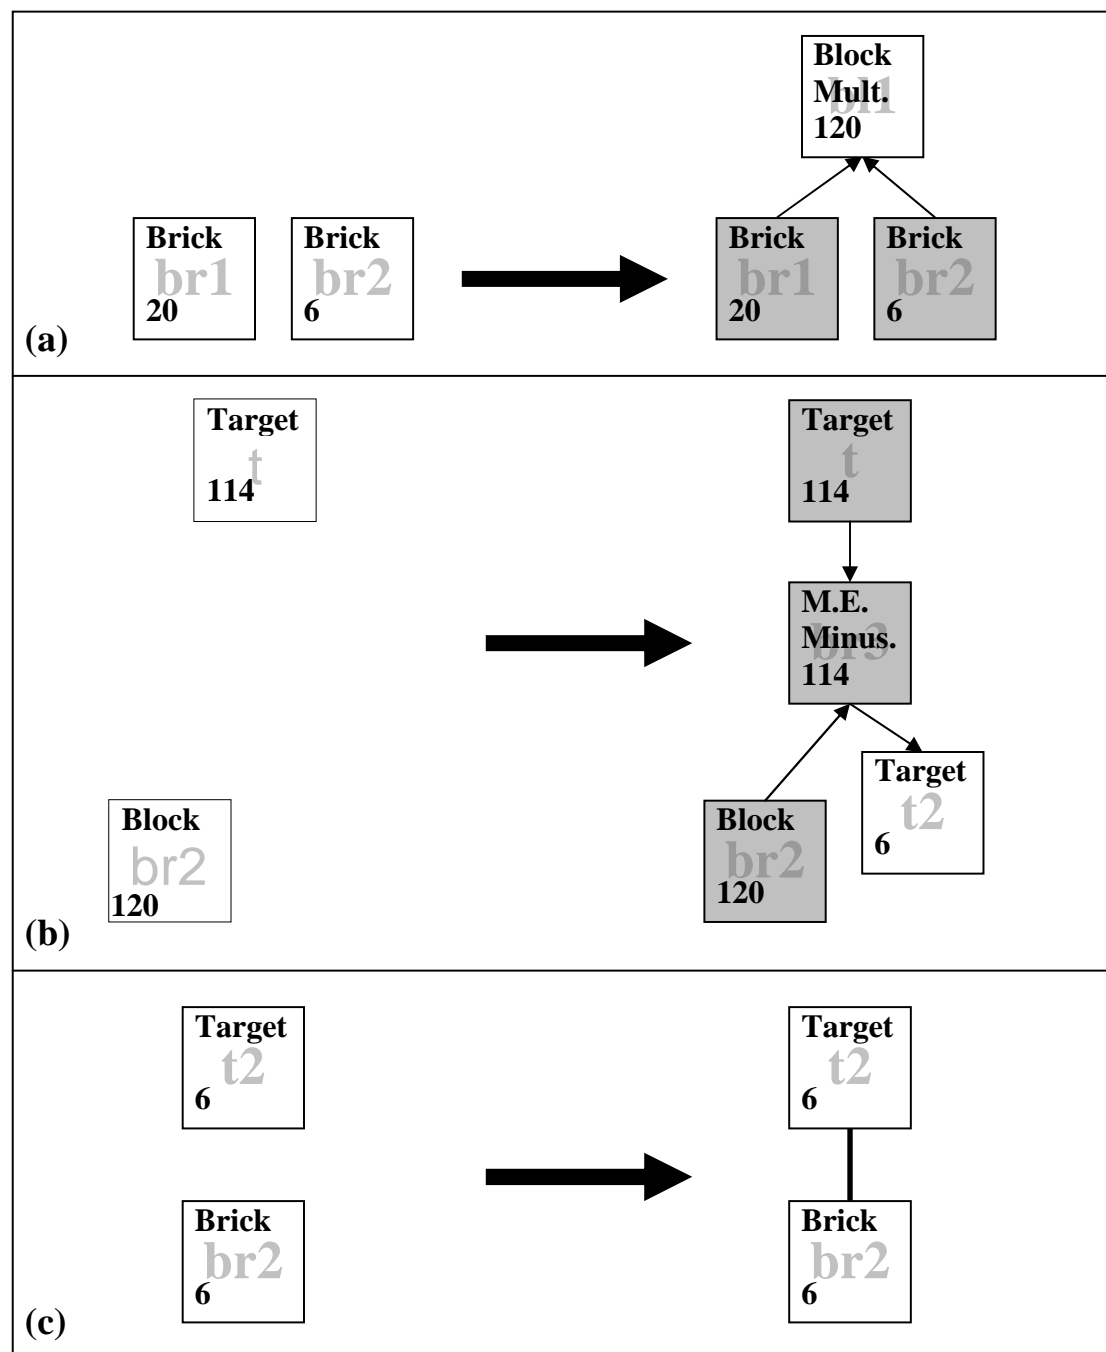 Block
Mult.
bl1
120
Brick
br1
20
Brick
br2
6
Brick
br1
20
Brick
br2
6
(a)
Target
t
114
Target
t
114
M.E.
Minus.
br3
114
Target
t2
6
Block
br2
120
Block
br2
120
(b)
Target
t2
6
Target
t2
6
Brick
br2
6
Brick
br2
6
(c)